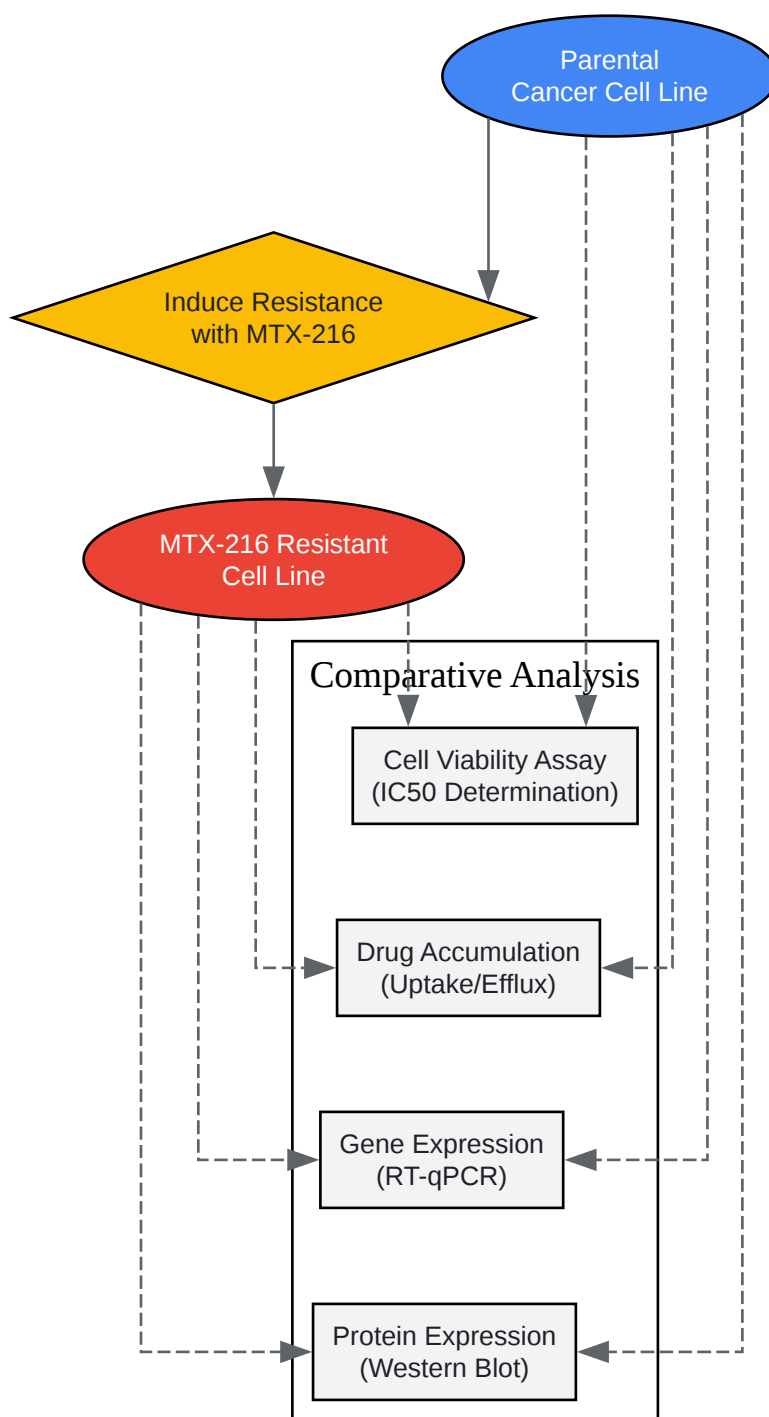 Parental
Cancer Cell Line
Induce Resistance
with MTX-216
MTX-216 Resistant
Cell Line
Comparative Analysis
Cell Viability Assay
(IC50 Determination)
Drug Accumulation
(Uptake/Efflux)
Gene Expression
(RT-qPCR)
Protein Expression
(Western Blot)